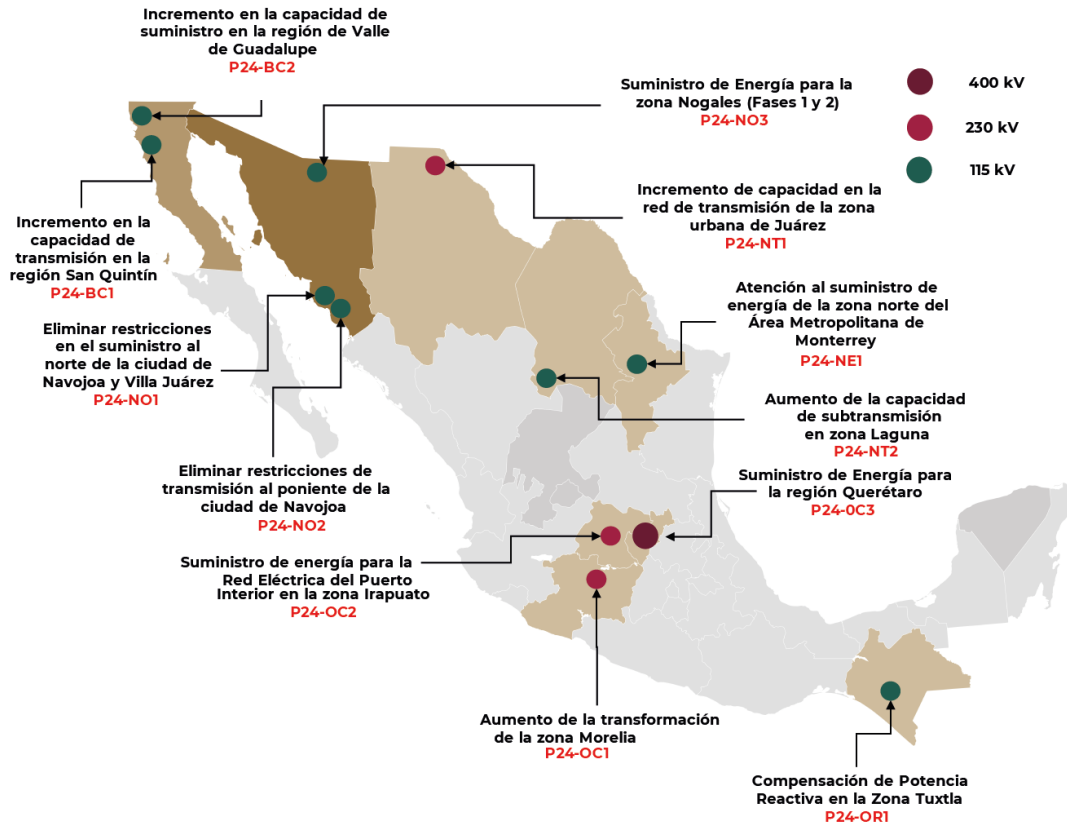 Incremento en la capacidad de
suministro en la región de Valle
de Guadalupe
P24-BC2
Suministro de Energía para la
zona Nogales (Fases 1 y 2)
P24-NO3
400 kV
230 kV
115 kV
Incremento de capacidad en la
red de transmisión de la zona
urbana de Juárez
P24-NT1
Incremento en la
capacidad de
transmisión en la
región San Quintín
P24-BC1
Atención al suministro de
energía de la zona norte del
Área Metropolitana de
Monterrey
P24-NE1
Eliminar restricciones
en el suministro al
norte de la ciudad de
Navojoa y Villa Juárez
P24-NO1
Aumento de la capacidad
de subtransmisión
en zona Laguna
P24-NT2
Eliminar restricciones de
transmisión al poniente de la
ciudad de Navojoa
P24-NO2
Suministro de Energía para
la región Querétaro
P24-0C3
Suministro de energía para la
Red Eléctrica del Puerto
Interior en la zona Irapuato
P24-OC2
Aumento de la transformación
de la zona Morelia
P24-OC1
Compensación de Potencia
Reactiva en la Zona Tuxtla
P24-OR1